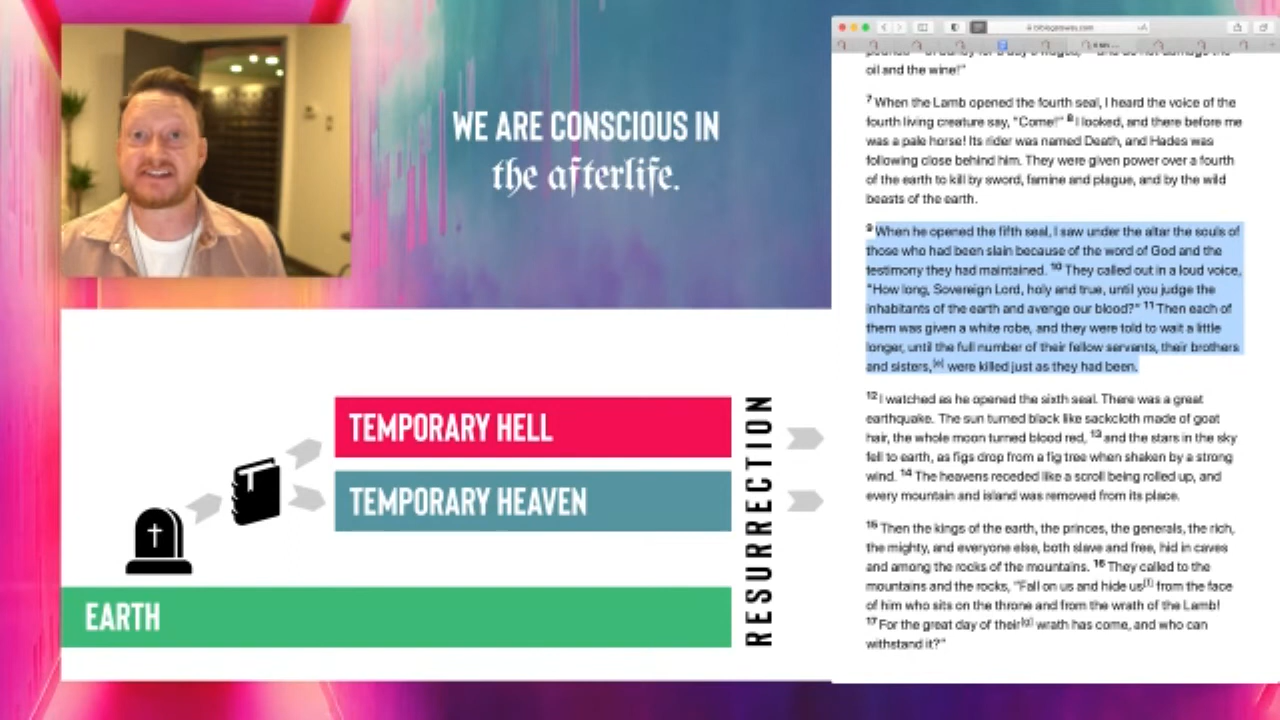 WE ARE CONSCIOUS IN
the afterlife.
TEMPORARY HELL
TEMPORARY HEAVEN
EARTH
RESURRECTION
biblegateway.com
oil and the wine!"
7 When the Lamb opened the fourth seal, I heard the voice of the
fourth living creature say, "Come!" 8 I looked, and there before me
was a pale horse! Its rider was named Death, and Hades was
following close behind him. They were given power over a fourth
of the earth to kill by sword, famine and plague, and by the wild
beasts of the earth.
9 When he opened the fifth seal, I saw under the altar the souls of
those who had been slain because of the word of God and the
testimony they had maintained. 10 They called out in a loud voice,
"How long, Sovereign Lord, holy and true, until you judge the
inhabitants of the earth and avenge our blood?" 11 Then each of
them was given a white robe, and they were told to wait a little
longer, until the full number of their fellow servants, their brothers
and sisters,[e] were killed just as they had been.
12 I watched as he opened the sixth seal. There was a great
earthquake. The sun turned black like sackcloth made of goat
hair, the whole moon turned blood red, 13 and the stars in the sky
fell to earth, as figs drop from a fig tree when shaken by a strong
wind. 14 The heavens receded like a scroll being rolled up, and
every mountain and island was removed from its place.
15 Then the kings of the earth, the princes, the generals, the rich,
the mighty, and everyone else, both slave and free, hid in caves
and among the rocks of the mountains. 16 They called to the
mountains and the rocks, "Fall on us and hide us[f] from the face
of him who sits on the throne and from the wrath of the Lamb!
17 For the great day of their[g] wrath has come, and who can
withstand it?"